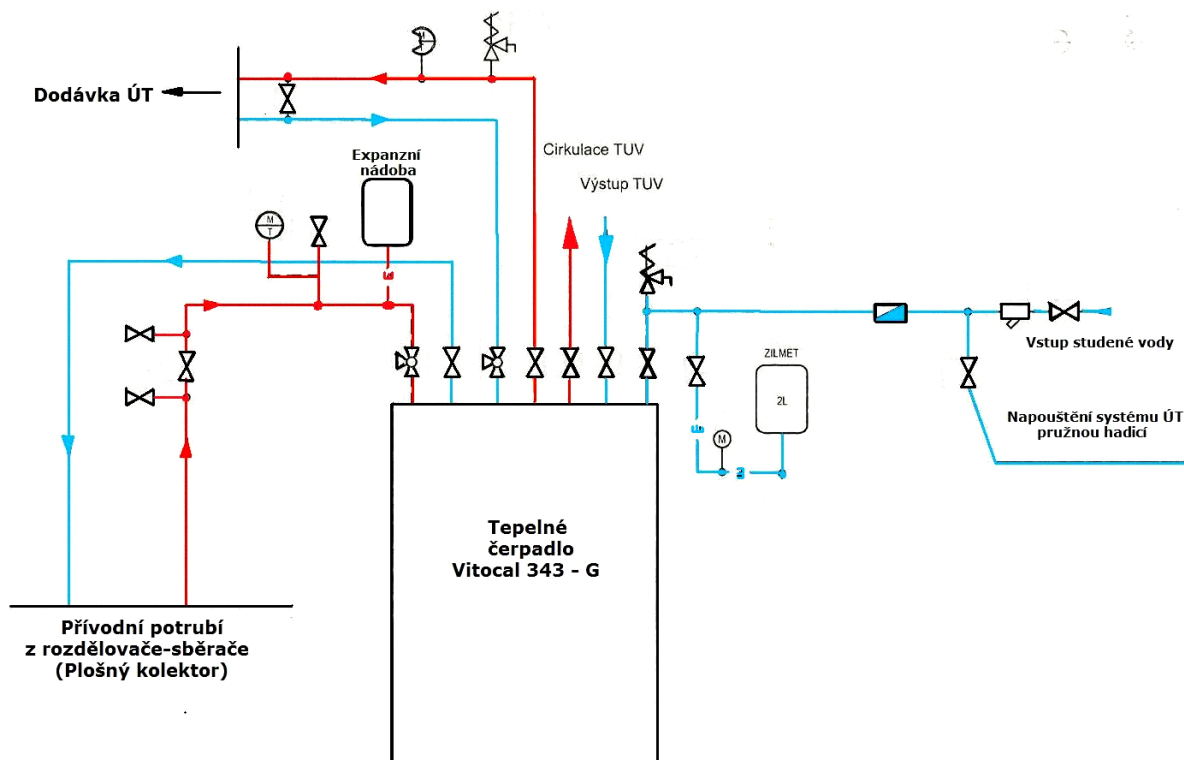 M
Dodávka ÚT
Cirkulace TUV
Expanzní
nádoba
Výstup TUV
M
T
E
Vstup studené vody
ZILMET
2L
Napouštění systému ÚT
pružnou hadicí
M
Tepelné
čerpadlo
Vitocal 343 - G
Přívodní potrubí
z rozdělovače-sběrače
(Plošný kolektor)